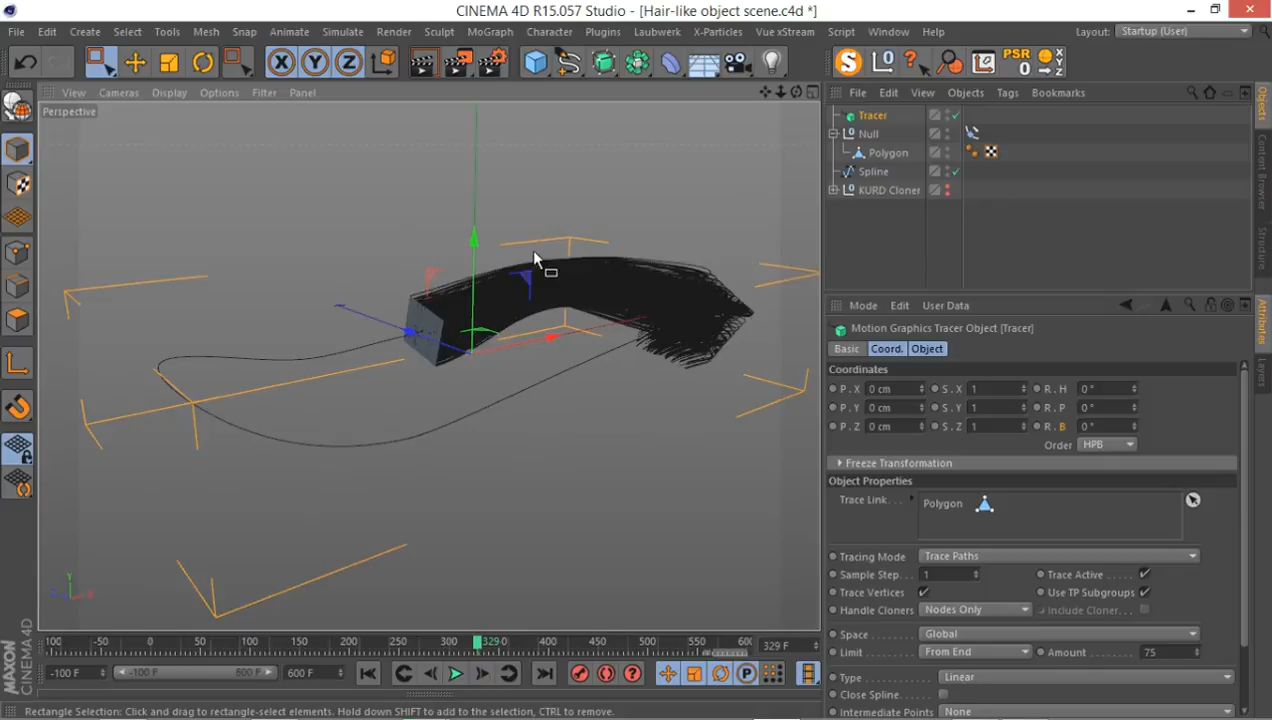 CINEMA 4D R15.057 Studio - [Hair-like object scene.c4d *]
File Edit Create Select Tools Mesh Snap Animate Simulate Render Sculpt MoGraph Character Plugins Laubwerk X-Particles Vue xStream Script Window Help Layout: Startup (User)
X Y Z S PSR 0
View Cameras Display Options Filter Panel
File Edit View Objects Tags Bookmarks
Perspective
Tracer
Null
Polygon
Spline
KURD Cloner
Objects
Content Browser
Structure
Attributes
Layers
Mode Edit User Data
Motion Graphics Tracer Object [Tracer]
Basic Coord. Object
Coordinates
P . X 0 cm S . X 1 R . H 0 °
P . Y 0 cm S . Y 1 R . P 0 °
P . Z 0 cm S . Z 1 R . B 0 °
Order HPB
Freeze Transformation
Object Properties
Trace Link. . . Polygon
Tracing Mode Trace Paths
Sample Step. . . 1 Trace Active . . . . .
Trace Vertices Use TP Subgroups
Handle Cloners Nodes Only Include Cloner. . .
Space Global
Limit From End Amount 75
Type Linear
Close Spline.
Intermediate Points None
Y X
100 -50 0 50 100 150 200 250 300 329 0 400 450 500 550 600 329 F
-100 F -100 F 600 F 600 F
P
MAXON CINEMA 4D
Rectangle Selection: Click and drag to rectangle-select elements. Hold down SHIFT to add to the selection, CTRL to remove.